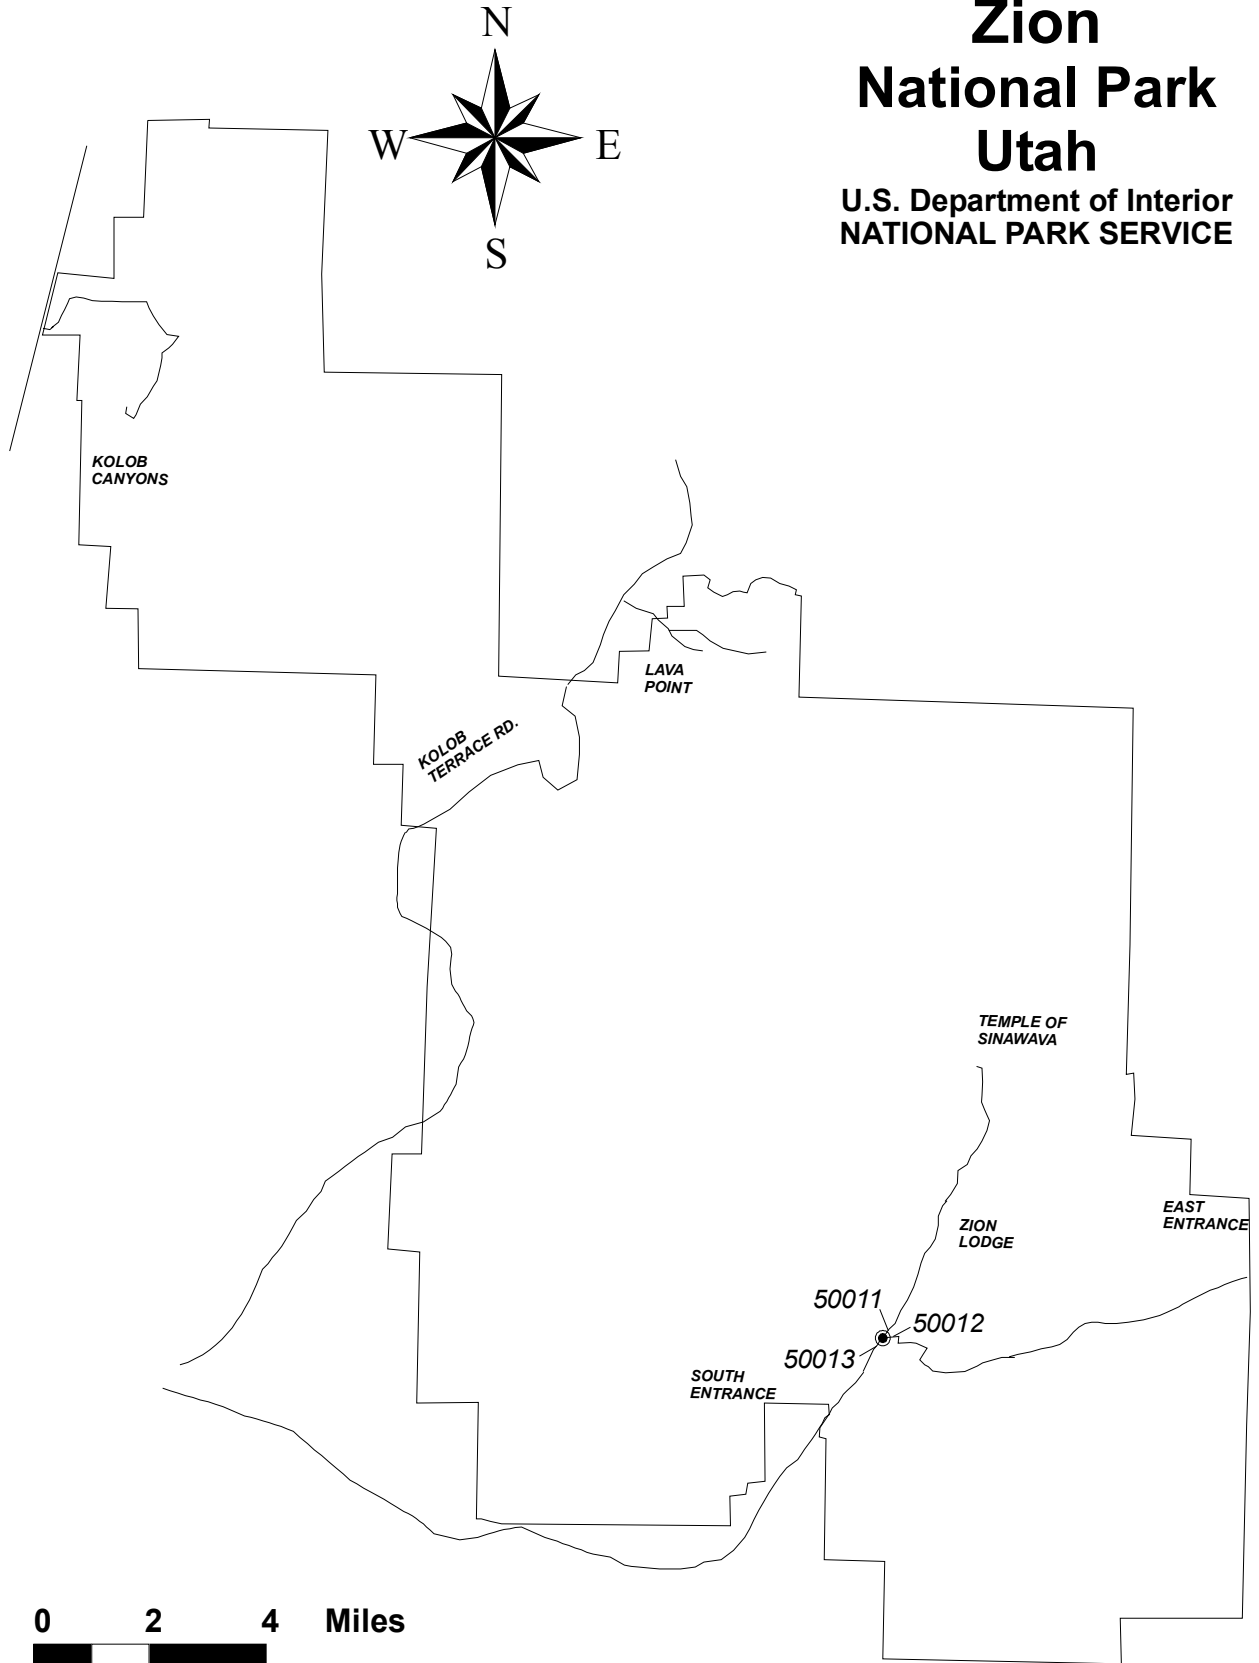 Zion
National Park
Utah
U.S. Department of Interior
NATIONAL PARK SERVICE
N
W
E
S
KOLOB
CANYONS
LAVA
POINT
KOLOB
TERRACE RD.
TEMPLE OF
SINAWAVA
EAST
ENTRANCE
ZION
LODGE
50011
50012
50013
SOUTH
ENTRANCE
0 2 4 Miles